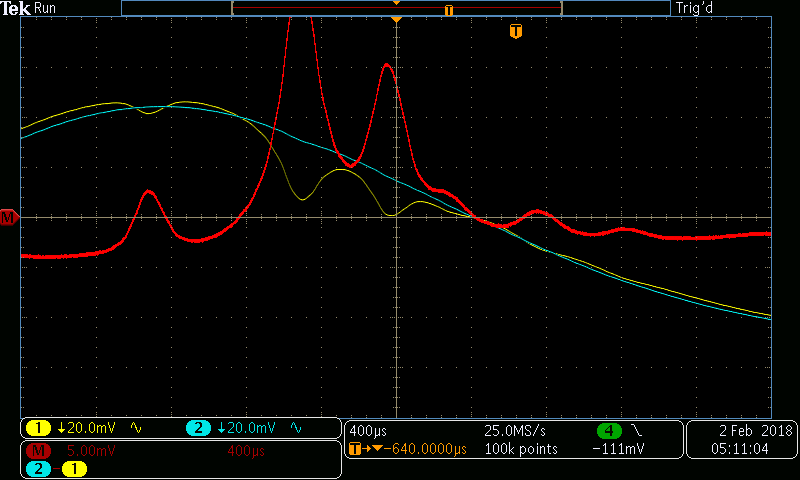 Tek Run Trig'd
T
T
M
1 ↓20.0mV ∿ 2 ↓20.0mV ∿
M 5.00mV 400µs
2 - 1
400µs 25.0MS/s 4 ╲
T→▼−640.0000µs 100k points −111mV
2 Feb 2018
05:11:04